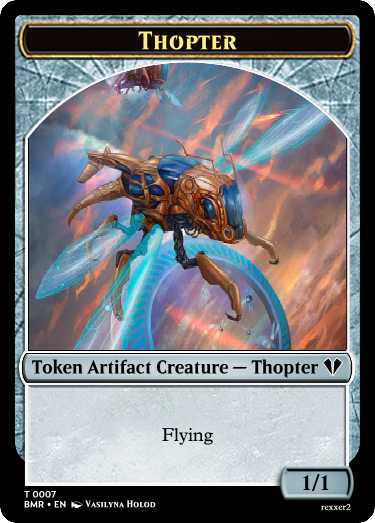 Thopter
Token Artifact Creature — Thopter
Flying
1/1
T 0007
BMR • EN Vasilyna Holod
rexxer2